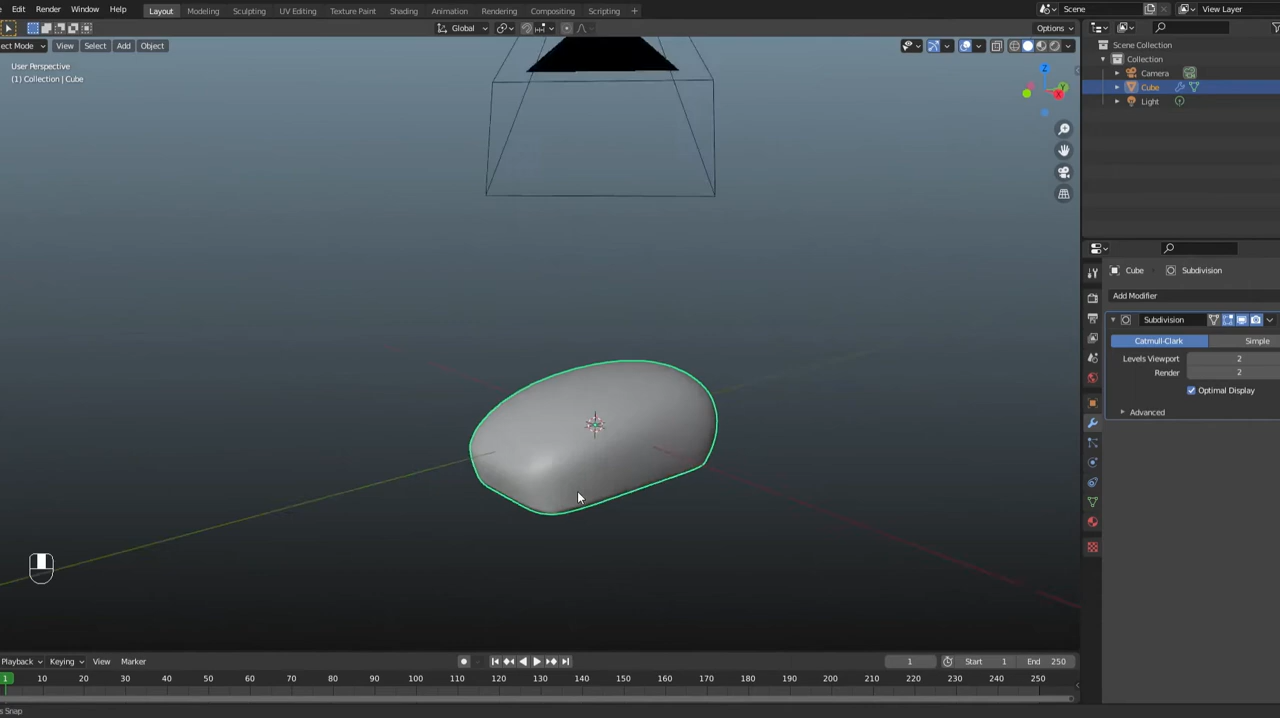 Edit Render Window Help Layout Modeling Sculpting UV Editing Texture Paint Shading Animation Rendering Compositing Scripting + Scene View Layer
Global Options
ect Mode View Select Add Object
User Perspective
(1) Collection | Cube
Z
Y
X
Scene Collection
Collection
Camera
Cube
Light
Cube Subdivision
Add Modifier
Subdivision
Catmull-Clark Simple
Levels Viewport 2
Render 2
Optimal Display
Advanced
Playback Keying View Marker 1 Start 1 End 250
1 10 20 30 40 50 60 70 80 90 100 110 120 130 140 150 160 170 180 190 200 210 220 230 240 250
s Snap